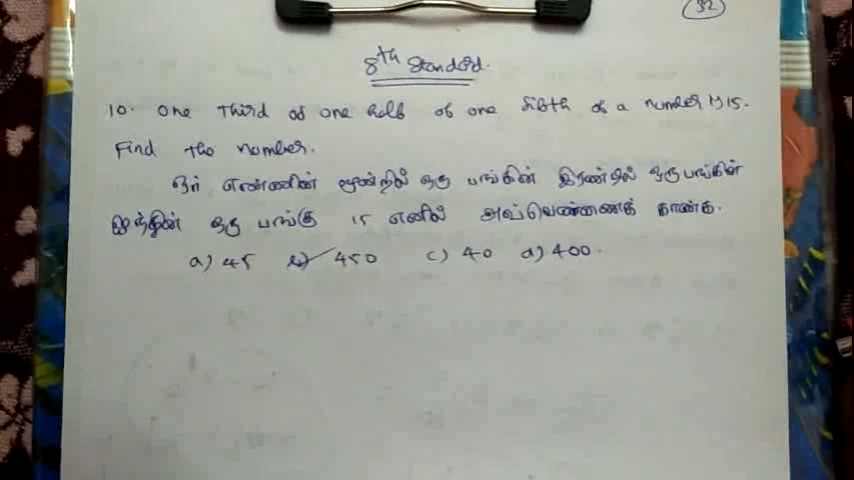 32
8th Standard.
10. One Third of one half of one fifth of a number is 15.
Find the number.
ஓர் எண்ணின் மூன்றில் ஒரு பங்கின் இரண்டில் ஒரு பங்கின்
ஐந்தின் ஒரு பங்கு 15 எனில் அவ்வெண்ணைக் காண்க.
a) 45 b) 450 c) 40 d) 400.